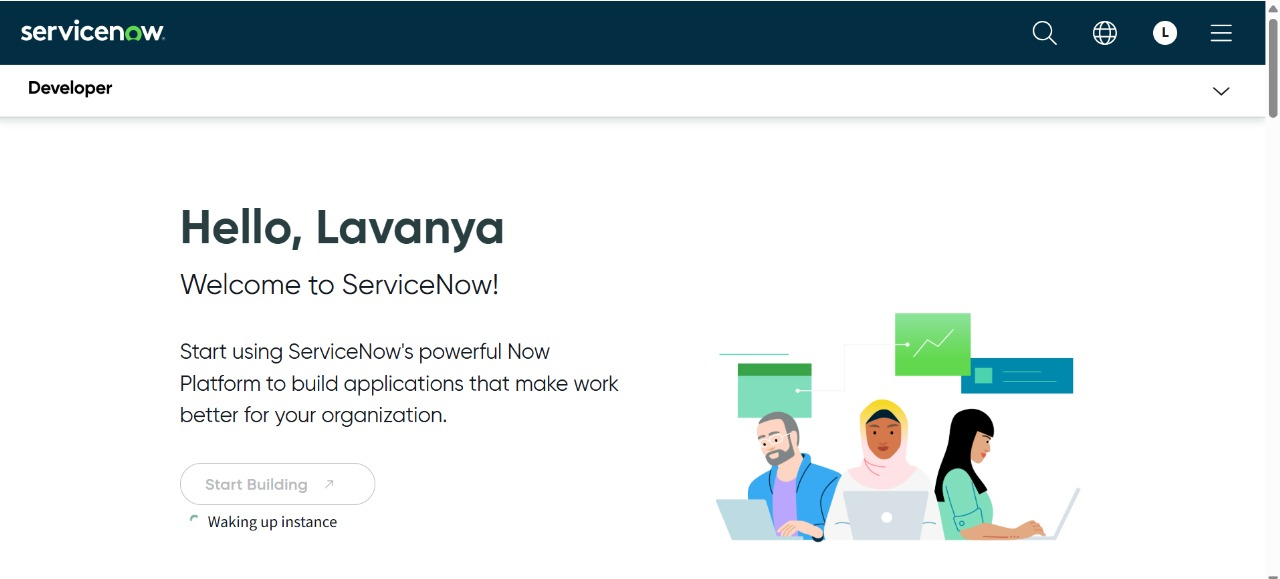 servicenow.
L
Developer
Hello, Lavanya
Welcome to ServiceNow!
Start using ServiceNow's powerful Now
Platform to build applications that make work
better for your organization.
Start Building
Waking up instance